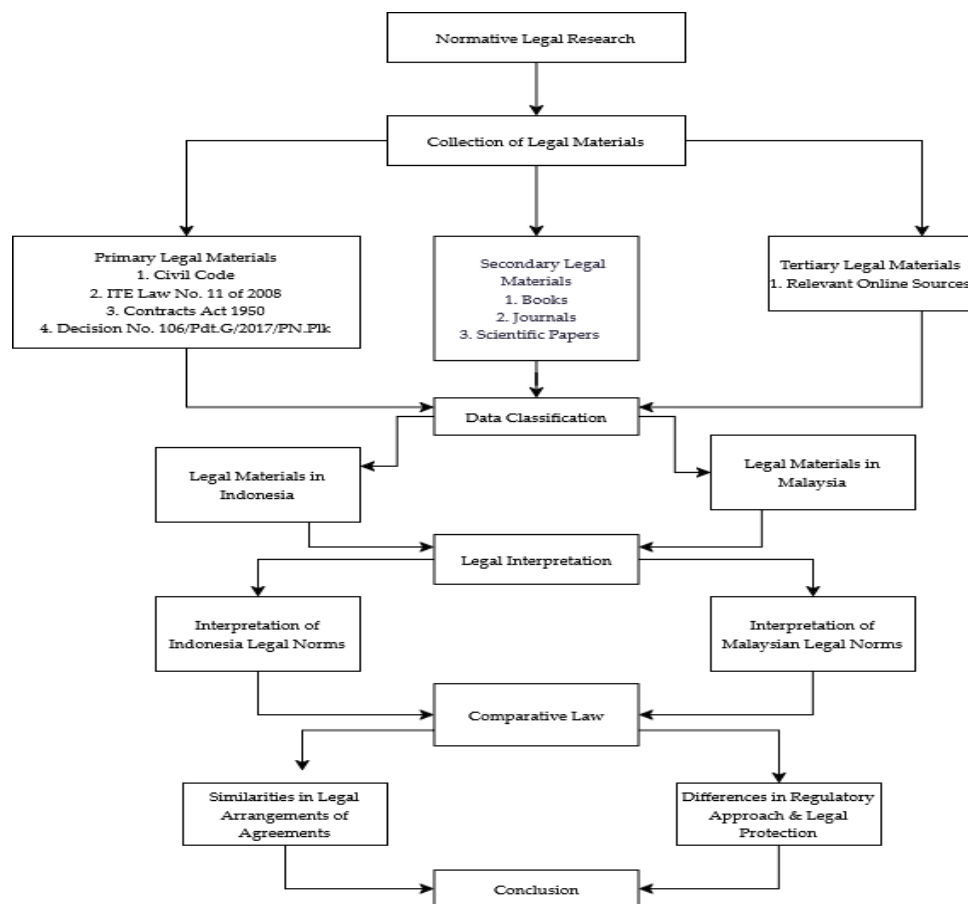 Normative Legal Research
Collection of Legal Materials
Primary Legal Materials
1. Civil Code
2. ITE Law No. 11 of 2008
3. Contracts Act 1950
4. Decision No. 106/Pdt.G/2017/PN.Plk
Secondary Legal
Materials
1. Books
2. Journals
3. Scientific Papers
Tertiary Legal Materials
1. Relevant Online Sources
Data Classification
Legal Materials in
Indonesia
Legal Materials in
Malaysia
Legal Interpretation
Interpretation of
Indonesia Legal Norms
Interpretation of
Malaysian Legal Norms
Comparative Law
Similarities in Legal
Arrangements of
Agreements
Differences in Regulatory
Approach & Legal
Protection
Conclusion